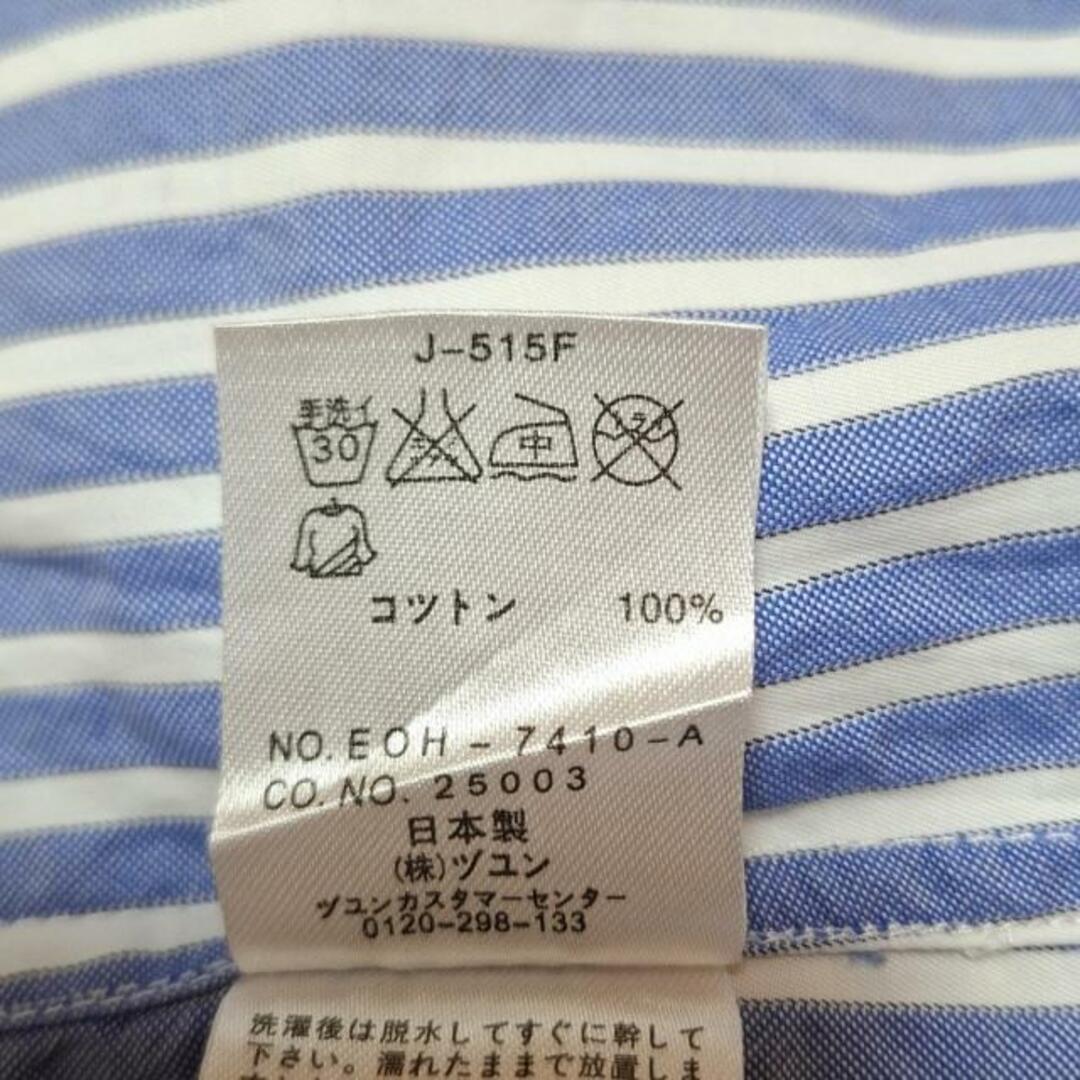 J-515F
手洗イ
30
中
コツトン 100%
NO. EOH - 7410-A
CO. NO. 25003
日本製
(株)ヅユン
ヅユンカスタマーセンター
0120-298-133
洗濯後は脱水してすぐに幹して
下さい。濡れたままで放置しま